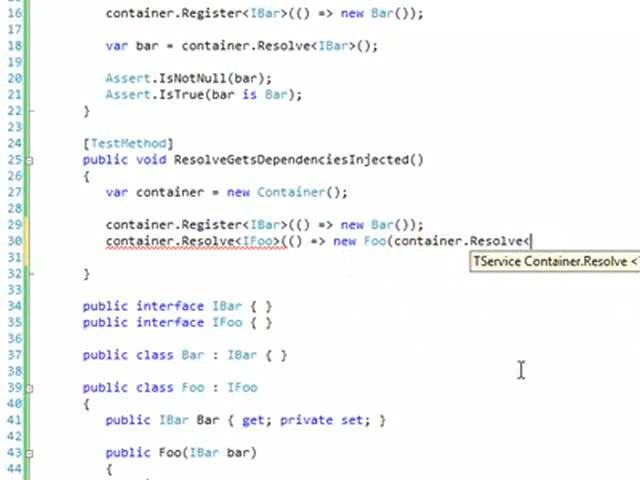 16 container.Register<IBar>(() => new Bar());
17
18 var bar = container.Resolve<IBar>();
19
20 Assert.IsNotNull(bar);
21 Assert.IsTrue(bar is Bar);
22 }
23
24 [TestMethod]
25 public void ResolveGetsDependenciesInjected()
26 {
27 var container = new Container();
28
29 container.Register<IBar>(() => new Bar());
30 container.Resolve<IFoo>(() => new Foo(container.Resolve<
31 TService Container.Resolve <
32 }
33
34 public interface IBar { }
35 public interface IFoo { }
36
37 public class Bar : IBar { }
38
39 public class Foo : IFoo
40 {
41 public IBar Bar { get; private set; }
42
43 public Foo(IBar bar)
44 {